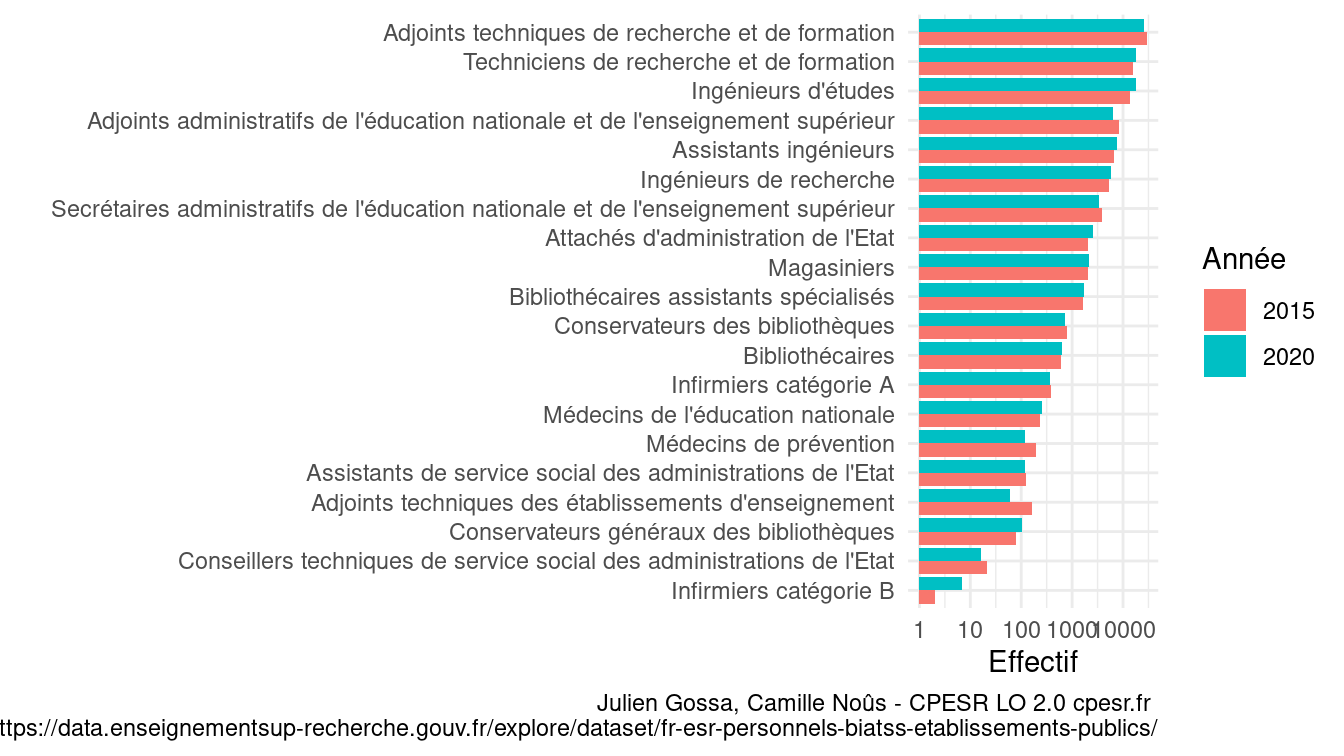 Adjoints techniques de recherche et de formation
Techniciens de recherche et de formation
Ingénieurs d'études
Adjoints administratifs de l'éducation nationale et de l'enseignement supérieur
Assistants ingénieurs
Ingénieurs de recherche
Secrétaires administratifs de l'éducation nationale et de l'enseignement supérieur
Attachés d'administration de l'Etat
Magasiniers
Bibliothécaires assistants spécialisés
Conservateurs des bibliothèques
Bibliothécaires
Infirmiers catégorie A
Médecins de l'éducation nationale
Médecins de prévention
Assistants de service social des administrations de l'Etat
Adjoints techniques des établissements d'enseignement
Conservateurs généraux des bibliothèques
Conseillers techniques de service social des administrations de l'Etat
Infirmiers catégorie B
1 10 100 1000 10000
Effectif
Année
2015
2020
Julien Gossa, Camille Noûs - CPESR LO 2.0 cpesr.fr
ttps://data.enseignementsup-recherche.gouv.fr/explore/dataset/fr-esr-personnels-biatss-etablissements-publics/